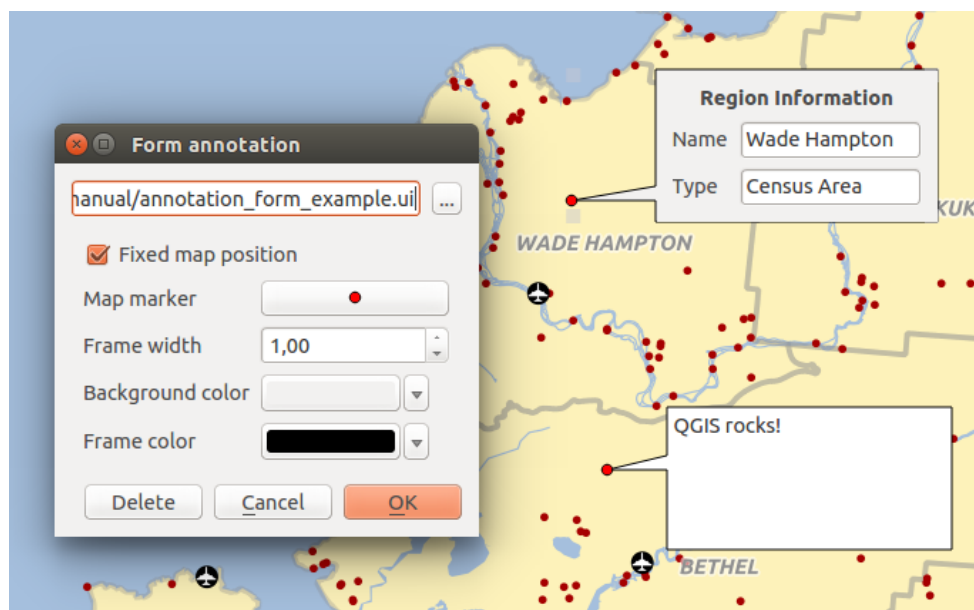 Form annotation
nanual/annotation_form_example.ui
...
Fixed map position
Map marker
Frame width
1,00
Background color
Frame color
Delete
Cancel
OK
Region Information
Name
Wade Hampton
Type
Census Area
KUK
WADE HAMPTON
QGIS rocks!
BETHEL